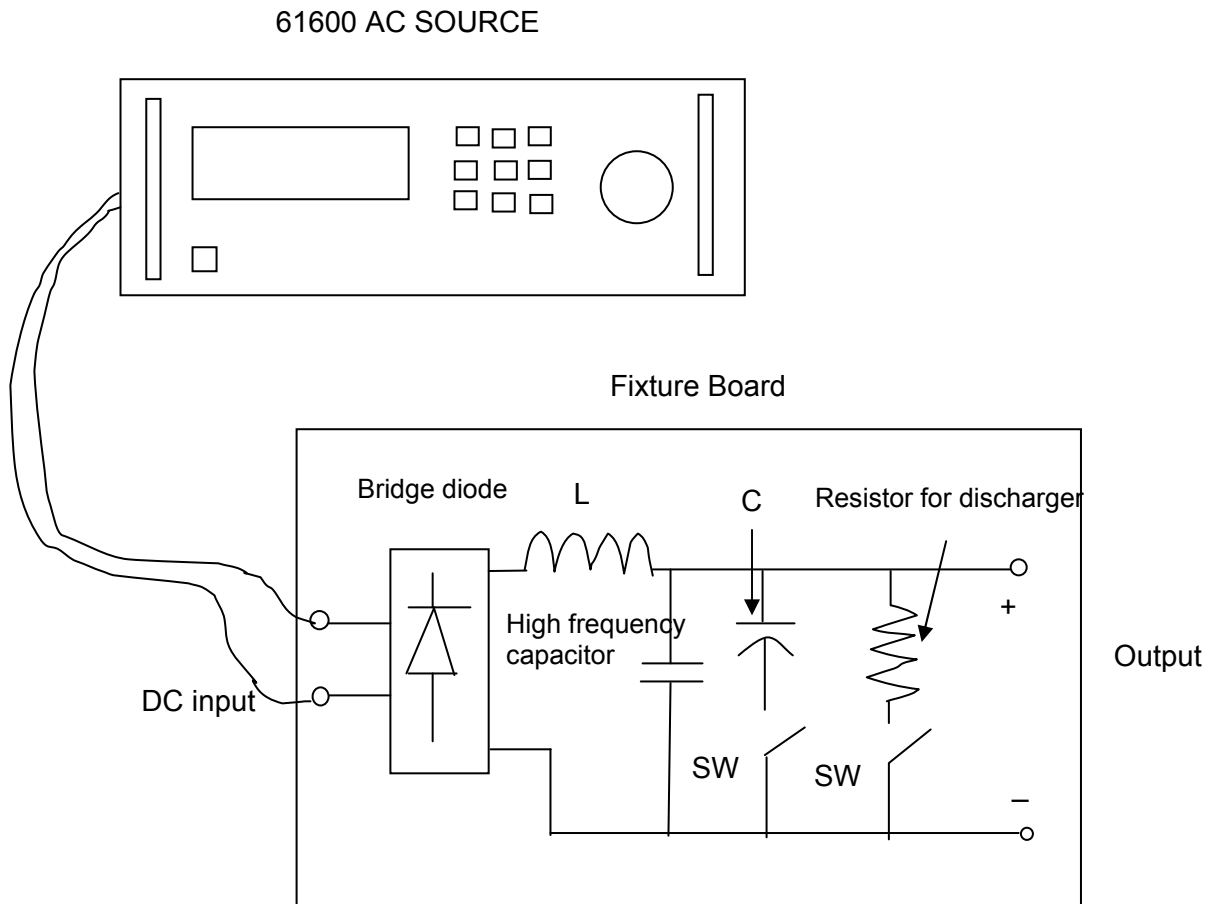 61600 AC SOURCE
Fixture Board
Bridge diode
L
C
Resistor for discharger
High frequency
capacitor
+
Output
DC input
SW
SW
–